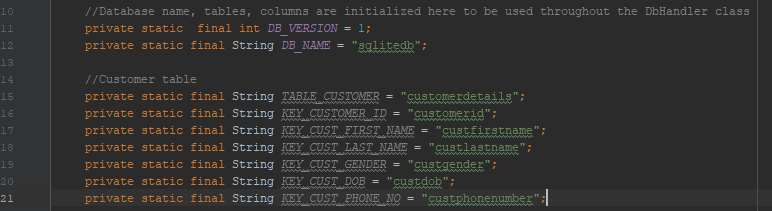 10 //Database name, tables, columns are initialized here to be used throughout the DbHandler class
11 private static  final int DB_VERSION = 1;
12 private static final String DB_NAME = "sqlitedb";
13
14 //Customer table
15 private static final String TABLE_CUSTOMER = "customerdetails";
16 private static final String KEY_CUSTOMER_ID = "customerid";
17 private static final String KEY_CUST_FIRST_NAME = "custfirstname";
18 private static final String KEY_CUST_LAST_NAME = "custlastname";
19 private static final String KEY_CUST_GENDER = "custgender";
20 private static final String KEY_CUST_DOB = "custdob";
21 private static final String KEY_CUST_PHONE_NO = "custphonenumber";